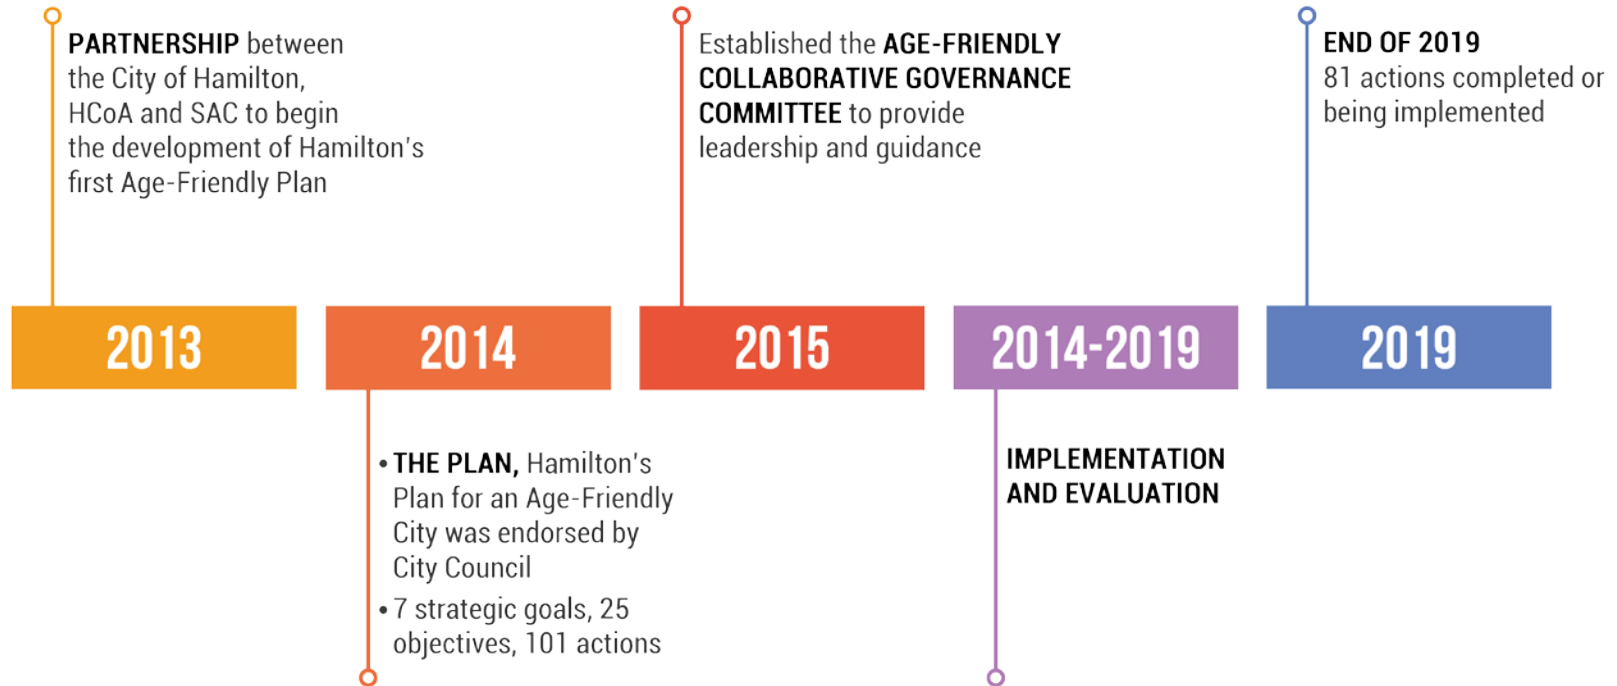 PARTNERSHIP between
the City of Hamilton,
HCoA and SAC to begin
the development of Hamilton's
first Age-Friendly Plan
Established the AGE-FRIENDLY
COLLABORATIVE GOVERNANCE
COMMITTEE to provide
leadership and guidance
END OF 2019
81 actions completed or
being implemented
2013
2014
2015
2014-2019
2019
• THE PLAN, Hamilton's
Plan for an Age-Friendly
City was endorsed by
City Council
• 7 strategic goals, 25
objectives, 101 actions
IMPLEMENTATION
AND EVALUATION